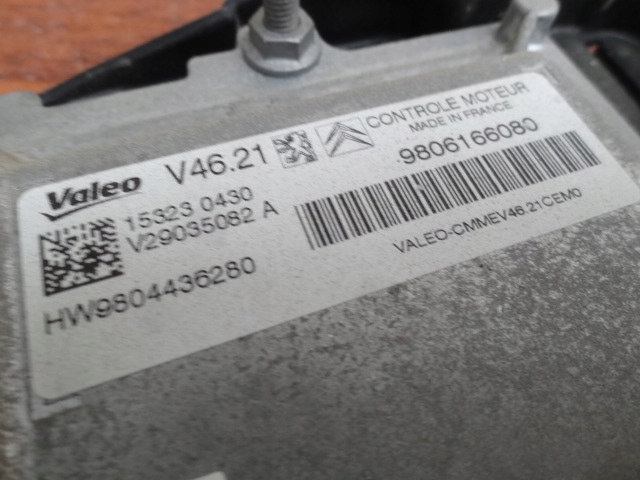 Valeo V46.21
CONTROLE MOTEUR
MADE IN FRANCE
9806166080
15323 0430
V29035082 A
HW9804436280
VALEO-CMMEV46.21CEM0